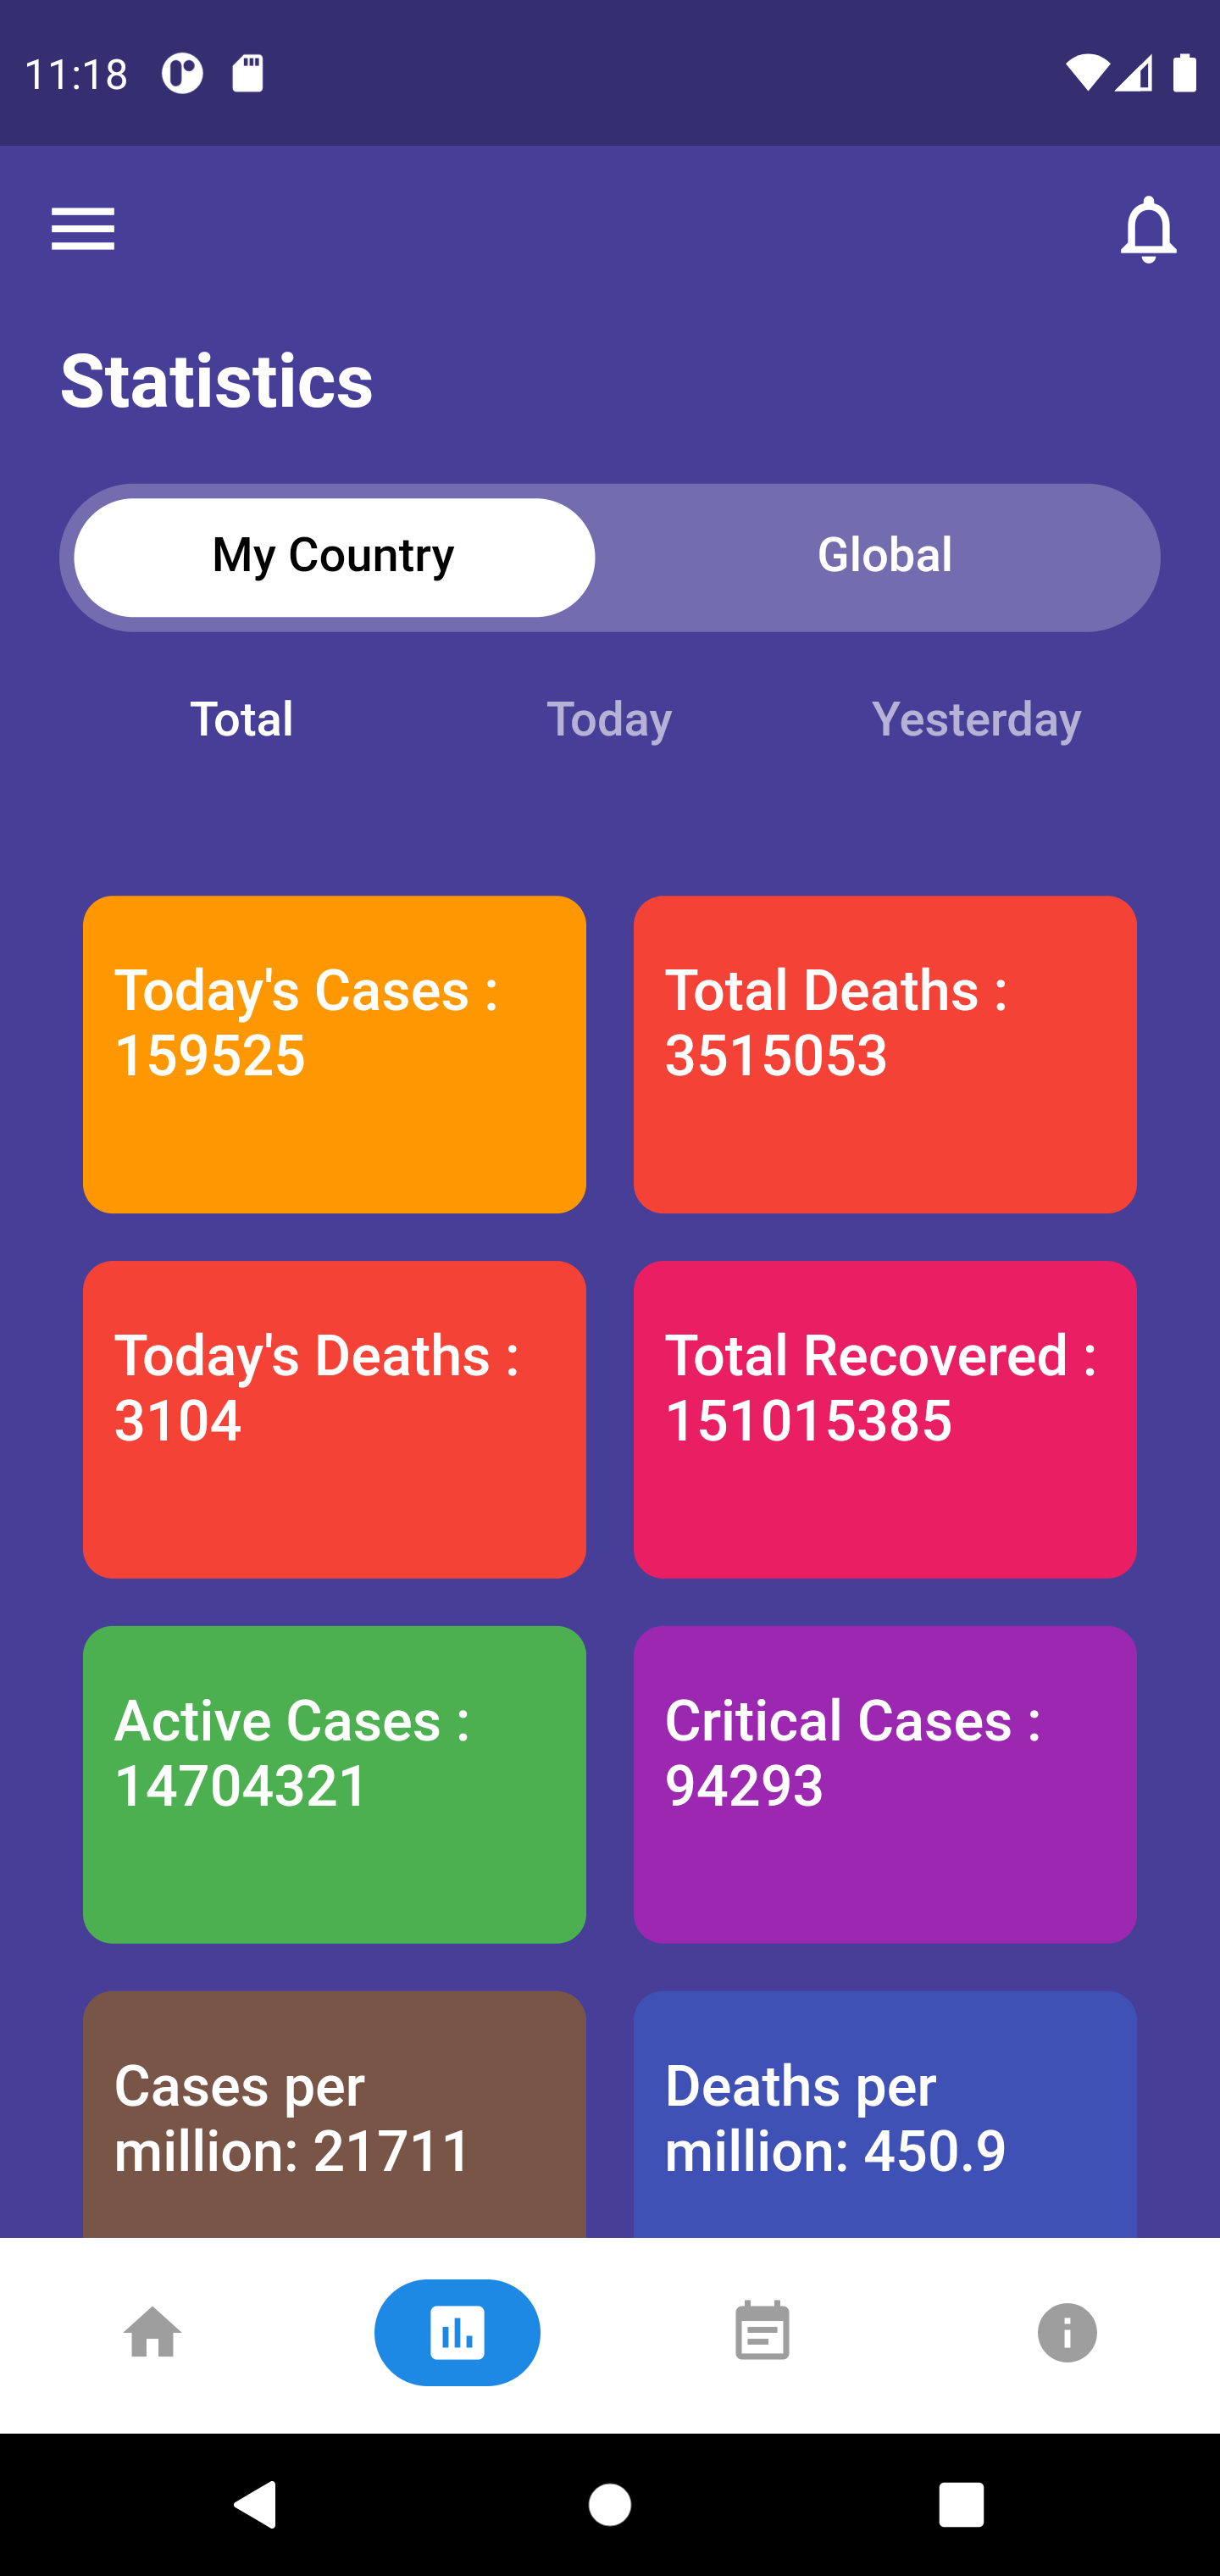 11:18
Statistics
My Country
Global
Total
Today
Yesterday
Today's Cases :
159525
Total Deaths :
3515053
Today's Deaths :
3104
Total Recovered :
151015385
Active Cases :
14704321
Critical Cases :
94293
Cases per
million: 21711
Deaths per
million: 450.9